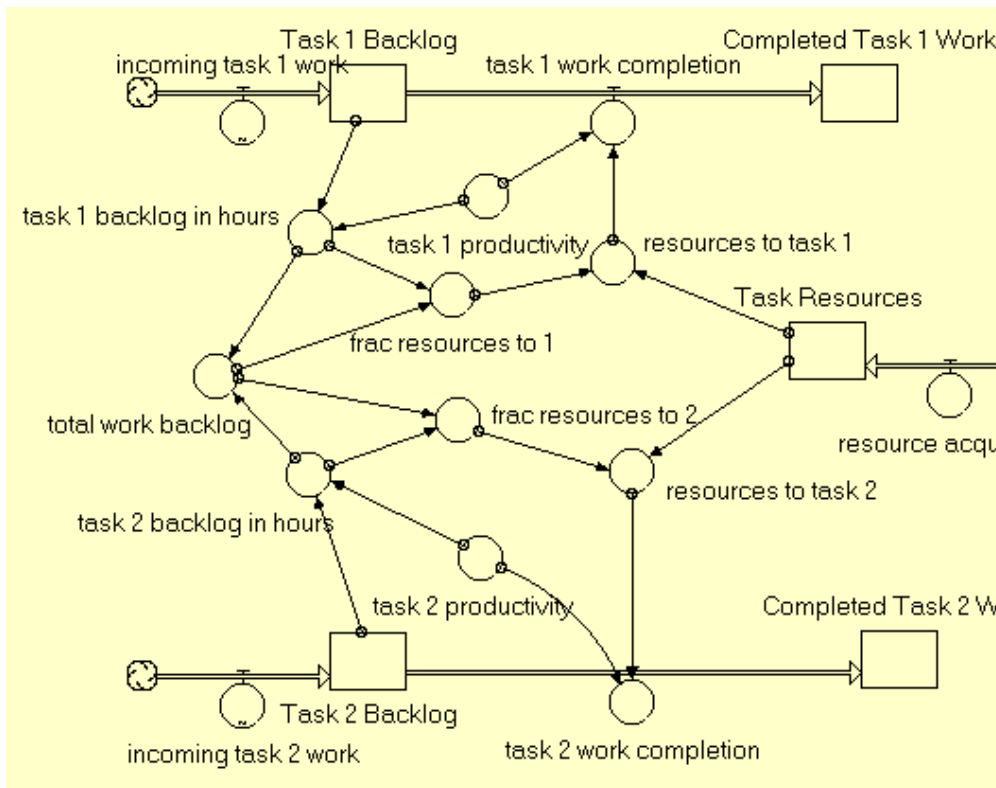 Task 1 Backlog
Completed Task 1 Work
incoming task 1 work
task 1 work completion
task 1 backlog in hours
task 1 productivity
resources to task 1
Task Resources
frac resources to 1
total work backlog
frac resources to 2
resource acqu
resources to task 2
task 2 backlog in hours
task 2 productivity
Completed Task 2 W
Task 2 Backlog
incoming task 2 work
task 2 work completion